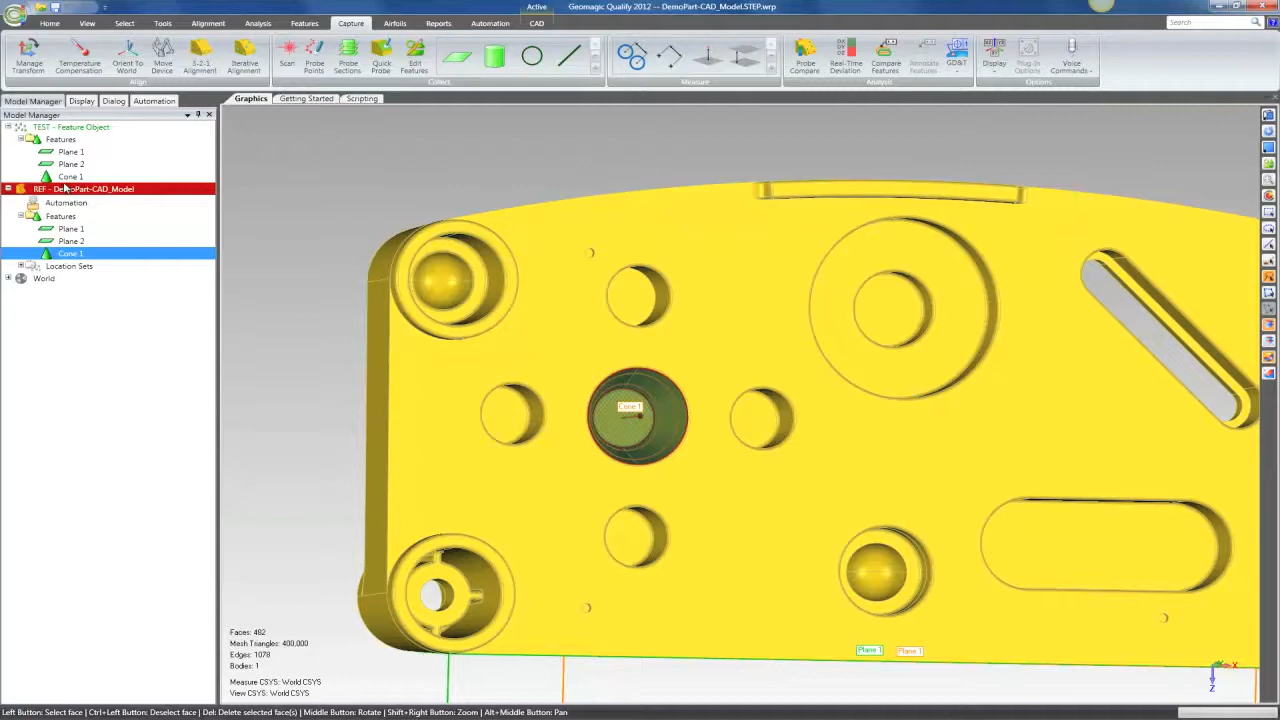 Active
Geomagic Qualify 2012 -- DemoPart-CAD_Model.STEP.wrp
Home View Select Tools Alignment Analysis Features Capture Airfoils Reports Automation CAD
Search
Manage Transform
Temperature Compensation
Orient To World
Move Device
3-2-1 Alignment
Iterative Alignment
Scan
Probe Points
Probe Sections
Quick Probe
Edit Features
Probe Compare
Real-Time Deviation
Compare Features
Annotate Features
GD&T
Display
Plug-In Options
Voice Commands
Align Collect Measure Analysis Options
Model Manager Display Dialog Automation
Graphics Getting Started Scripting
Model Manager
TEST - Feature Object
Features
Plane 1
Plane 2
Cone 1
REF - DemoPart-CAD_Model
Automation
Features
Plane 1
Plane 2
Cone 1
Location Sets
World
Cone 1
Plane 1 Plane 1
Faces: 482
Mesh Triangles: 400,000
Edges: 1078
Bodies: 1
Measure CSYS: World CSYS
View CSYS: World CSYS
X
Z
Left Button: Select face | Ctrl+Left Button: Deselect face | Del: Delete selected face(s) | Middle Button: Rotate | Shift+Right Button: Zoom | Alt+Middle Button: Pan